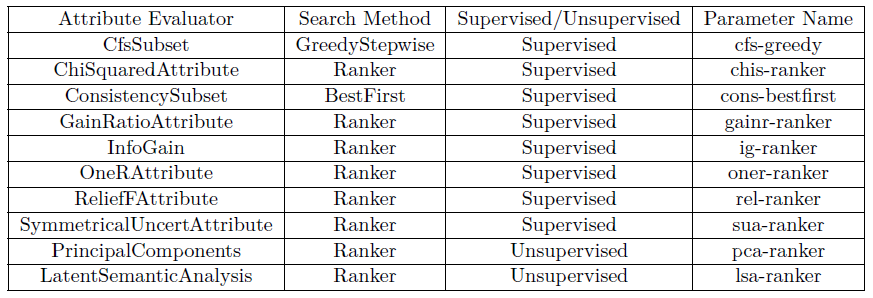 Attribute Evaluator Search Method Supervised/Unsupervised Parameter Name
CfsSubset GreedyStepwise Supervised cfs-greedy
ChiSquaredAttribute Ranker Supervised chis-ranker
ConsistencySubset BestFirst Supervised cons-bestfirst
GainRatioAttribute Ranker Supervised gainr-ranker
InfoGain Ranker Supervised ig-ranker
OneRAttribute Ranker Supervised oner-ranker
ReliefFAttribute Ranker Supervised rel-ranker
SymmetricalUncertAttribute Ranker Supervised sua-ranker
PrincipalComponents Ranker Unsupervised pca-ranker
LatentSemanticAnalysis Ranker Unsupervised lsa-ranker